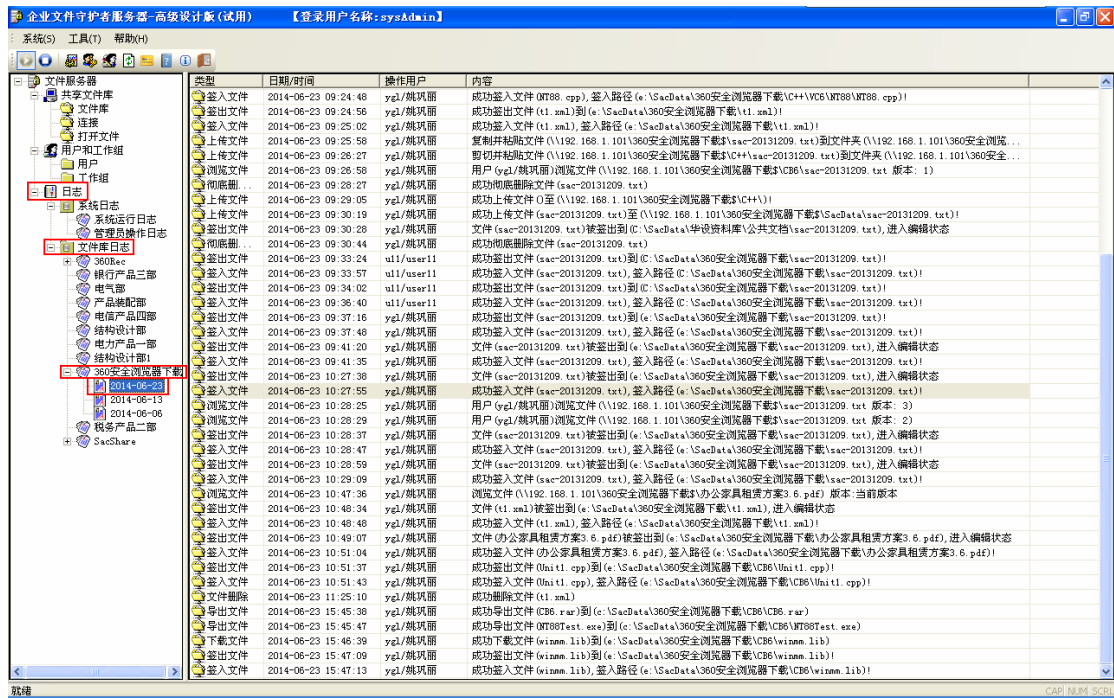 企业文件守护者服务器-高级设计版(试用) 【登录用户名称:sysAdmin】
系统(S) 工具(T) 帮助(H)
文件服务器
共享文件库
文件库
连接
打开文件
用户和工作组
用户
工作组
日志
系统日志
系统运行日志
管理员操作日志
文件库日志
360Rec
银行产品三部
电气部
产品装配部
电信产品四部
结构设计部
电力产品一部
结构设计部1
360安全浏览器下载
2014-06-23
2014-06-13
2014-06-06
税务产品二部
SacShare
类型 日期/时间 操作用户 内容
签入文件 2014-06-23 09:24:48 ygl/姚巩丽 成功签入文件(NT88.cpp),签入路径(e:\SacData\360安全浏览器下载\C++\VC6\NT88\NT88.cpp)!
签出文件 2014-06-23 09:24:56 ygl/姚巩丽 成功签出文件(t1.xml)到(e:\SacData\360安全浏览器下载\t1.xml)!
签入文件 2014-06-23 09:25:02 ygl/姚巩丽 成功签入文件(t1.xml),签入路径(e:\SacData\360安全浏览器下载\t1.xml)!
上传文件 2014-06-23 09:25:58 ygl/姚巩丽 复制并粘贴文件(\\192.168.1.101\360安全浏览器下载$\sac-20131209.txt)到文件夹(\\192.168.1.101\360安全浏览...
上传文件 2014-06-23 09:26:27 ygl/姚巩丽 剪切并粘贴文件(\\192.168.1.101\360安全浏览器下载$\C++\sac-20131209.txt)到文件夹(\\192.168.1.101\360安全...
浏览文件 2014-06-23 09:26:58 ygl/姚巩丽 用户(ygl/姚巩丽)浏览文件(\\192.168.1.101\360安全浏览器下载$\CB6\sac-20131209.txt 版本: 1)
彻底删... 2014-06-23 09:28:27 ygl/姚巩丽 成功彻底删除文件(sac-20131209.txt)
上传文件 2014-06-23 09:29:05 ygl/姚巩丽 成功上传文件()至(\\192.168.1.101\360安全浏览器下载$\C++\)!
上传文件 2014-06-23 09:30:19 ygl/姚巩丽 成功上传文件(sac-20131209.txt)至(\\192.168.1.101\360安全浏览器下载$\SacData\sac-20131209.txt)!
签出文件 2014-06-23 09:30:28 ygl/姚巩丽 文件(sac-20131209.txt)被签出到(C:\SacData\华设资料库\公共文档\sac-20131209.txt),进入编辑状态
彻底删... 2014-06-23 09:30:44 ygl/姚巩丽 成功彻底删除文件(sac-20131209.txt)
签出文件 2014-06-23 09:33:24 ull/user11 成功签出文件(sac-20131209.txt)到(C:\SacData\360安全浏览器下载\sac-20131209.txt)!
签入文件 2014-06-23 09:33:57 ull/user11 成功签入文件(sac-20131209.txt),签入路径(C:\SacData\360安全浏览器下载\sac-20131209.txt)!
签出文件 2014-06-23 09:34:02 ull/user11 成功签出文件(sac-20131209.txt)到(C:\SacData\360安全浏览器下载\sac-20131209.txt)!
签入文件 2014-06-23 09:36:40 ull/user11 成功签入文件(sac-20131209.txt),签入路径(C:\SacData\360安全浏览器下载\sac-20131209.txt)!
签出文件 2014-06-23 09:37:16 ygl/姚巩丽 成功签出文件(sac-20131209.txt)到(e:\SacData\360安全浏览器下载\sac-20131209.txt)!
签入文件 2014-06-23 09:37:48 ygl/姚巩丽 成功签入文件(sac-20131209.txt),签入路径(e:\SacData\360安全浏览器下载\sac-20131209.txt)!
签出文件 2014-06-23 09:41:20 ygl/姚巩丽 文件(sac-20131209.txt)被签出到(e:\SacData\360安全浏览器下载\sac-20131209.txt),进入编辑状态
签入文件 2014-06-23 09:41:35 ygl/姚巩丽 成功签入文件(sac-20131209.txt),签入路径(e:\SacData\360安全浏览器下载\sac-20131209.txt)!
签出文件 2014-06-23 10:27:38 ygl/姚巩丽 文件(sac-20131209.txt)被签出到(e:\SacData\360安全浏览器下载\sac-20131209.txt),进入编辑状态
签入文件 2014-06-23 10:27:55 ygl/姚巩丽 成功签入文件(sac-20131209.txt),签入路径(e:\SacData\360安全浏览器下载\sac-20131209.txt)!
浏览文件 2014-06-23 10:28:25 ygl/姚巩丽 用户(ygl/姚巩丽)浏览文件(\\192.168.1.101\360安全浏览器下载$\sac-20131209.txt 版本: 3)
浏览文件 2014-06-23 10:28:29 ygl/姚巩丽 用户(ygl/姚巩丽)浏览文件(\\192.168.1.101\360安全浏览器下载$\sac-20131209.txt 版本: 2)
签出文件 2014-06-23 10:28:37 ygl/姚巩丽 文件(sac-20131209.txt)被签出到(e:\SacData\360安全浏览器下载\sac-20131209.txt),进入编辑状态
签入文件 2014-06-23 10:28:47 ygl/姚巩丽 成功签入文件(sac-20131209.txt),签入路径(e:\SacData\360安全浏览器下载\sac-20131209.txt)!
签出文件 2014-06-23 10:28:59 ygl/姚巩丽 文件(sac-20131209.txt)被签出到(e:\SacData\360安全浏览器下载\sac-20131209.txt),进入编辑状态
签入文件 2014-06-23 10:29:09 ygl/姚巩丽 成功签入文件(sac-20131209.txt),签入路径(e:\SacData\360安全浏览器下载\sac-20131209.txt)!
浏览文件 2014-06-23 10:47:36 ygl/姚巩丽 浏览文件(\\192.168.1.101\360安全浏览器下载$\办公家具租赁方案3.6.pdf) 版本:当前版本
签出文件 2014-06-23 10:48:34 ygl/姚巩丽 文件(t1.xml)被签出到(e:\SacData\360安全浏览器下载\t1.xml),进入编辑状态
签入文件 2014-06-23 10:48:48 ygl/姚巩丽 成功签入文件(t1.xml),签入路径(e:\SacData\360安全浏览器下载\t1.xml)!
签出文件 2014-06-23 10:49:07 ygl/姚巩丽 文件(办公家具租赁方案3.6.pdf)被签出到(e:\SacData\360安全浏览器下载\办公家具租赁方案3.6.pdf),进入编辑状态
签入文件 2014-06-23 10:51:04 ygl/姚巩丽 成功签入文件(办公家具租赁方案3.6.pdf),签入路径(e:\SacData\360安全浏览器下载\办公家具租赁方案3.6.pdf)!
签出文件 2014-06-23 10:51:37 ygl/姚巩丽 成功签出文件(Unit1.cpp)到(e:\SacData\360安全浏览器下载\CB6\Unit1.cpp)!
签入文件 2014-06-23 10:51:43 ygl/姚巩丽 成功签入文件(Unit1.cpp),签入路径(e:\SacData\360安全浏览器下载\CB6\Unit1.cpp)!
文件删除 2014-06-23 11:25:10 ygl/姚巩丽 成功删除文件(t1.xml)
导出文件 2014-06-23 15:45:38 ygl/姚巩丽 成功导出文件(CB6.rar)到(c:\SacData\360安全浏览器下载\CB6\CB6.rar)
导出文件 2014-06-23 15:45:47 ygl/姚巩丽 成功导出文件(NT88Test.exe)到(c:\SacData\360安全浏览器下载\CB6\NT88Test.exe)
下载文件 2014-06-23 15:46:39 ygl/姚巩丽 成功下载文件(winmm.lib)到(e:\SacData\360安全浏览器下载\CB6\winmm.lib)
签出文件 2014-06-23 15:47:09 ygl/姚巩丽 成功签出文件(winmm.lib)到(e:\SacData\360安全浏览器下载\CB6\winmm.lib)!
签入文件 2014-06-23 15:47:13 ygl/姚巩丽 成功签入文件(winmm.lib),签入路径(e:\SacData\360安全浏览器下载\CB6\winmm.lib)!
就绪 CAP NUM SCRL